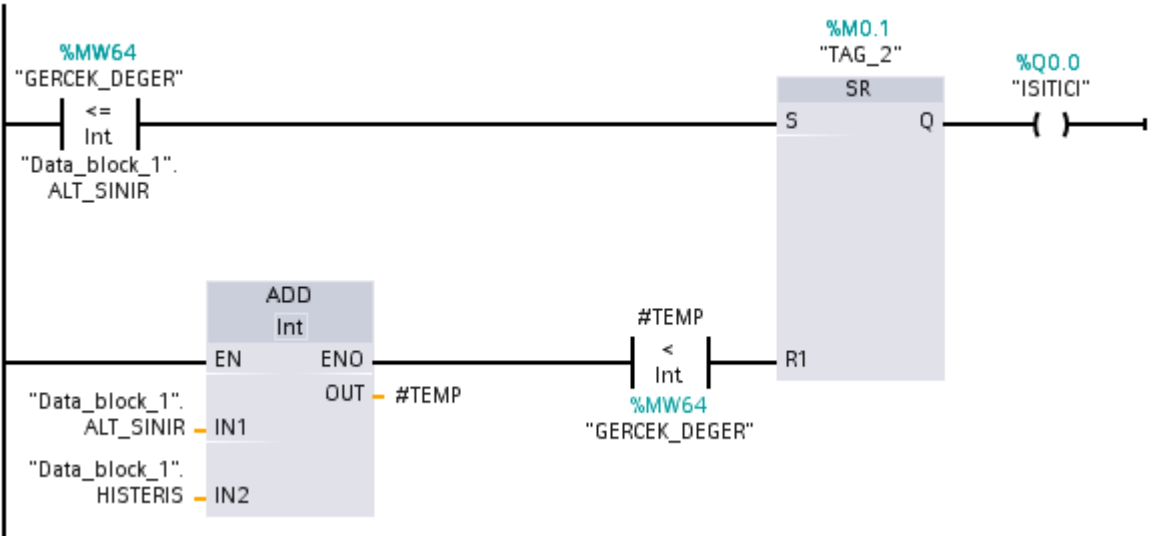 %MW64
"GERCEK_DEGER"
<=
Int
"Data_block_1".
ALT_SINIR
%M0.1
"TAG_2"
SR
S
Q
R1
%Q0.0
"ISITICI"
( )
ADD
Int
EN
ENO
OUT
#TEMP
"Data_block_1".
ALT_SINIR
IN1
"Data_block_1".
HISTERIS
IN2
#TEMP
<
Int
%MW64
"GERCEK_DEGER"